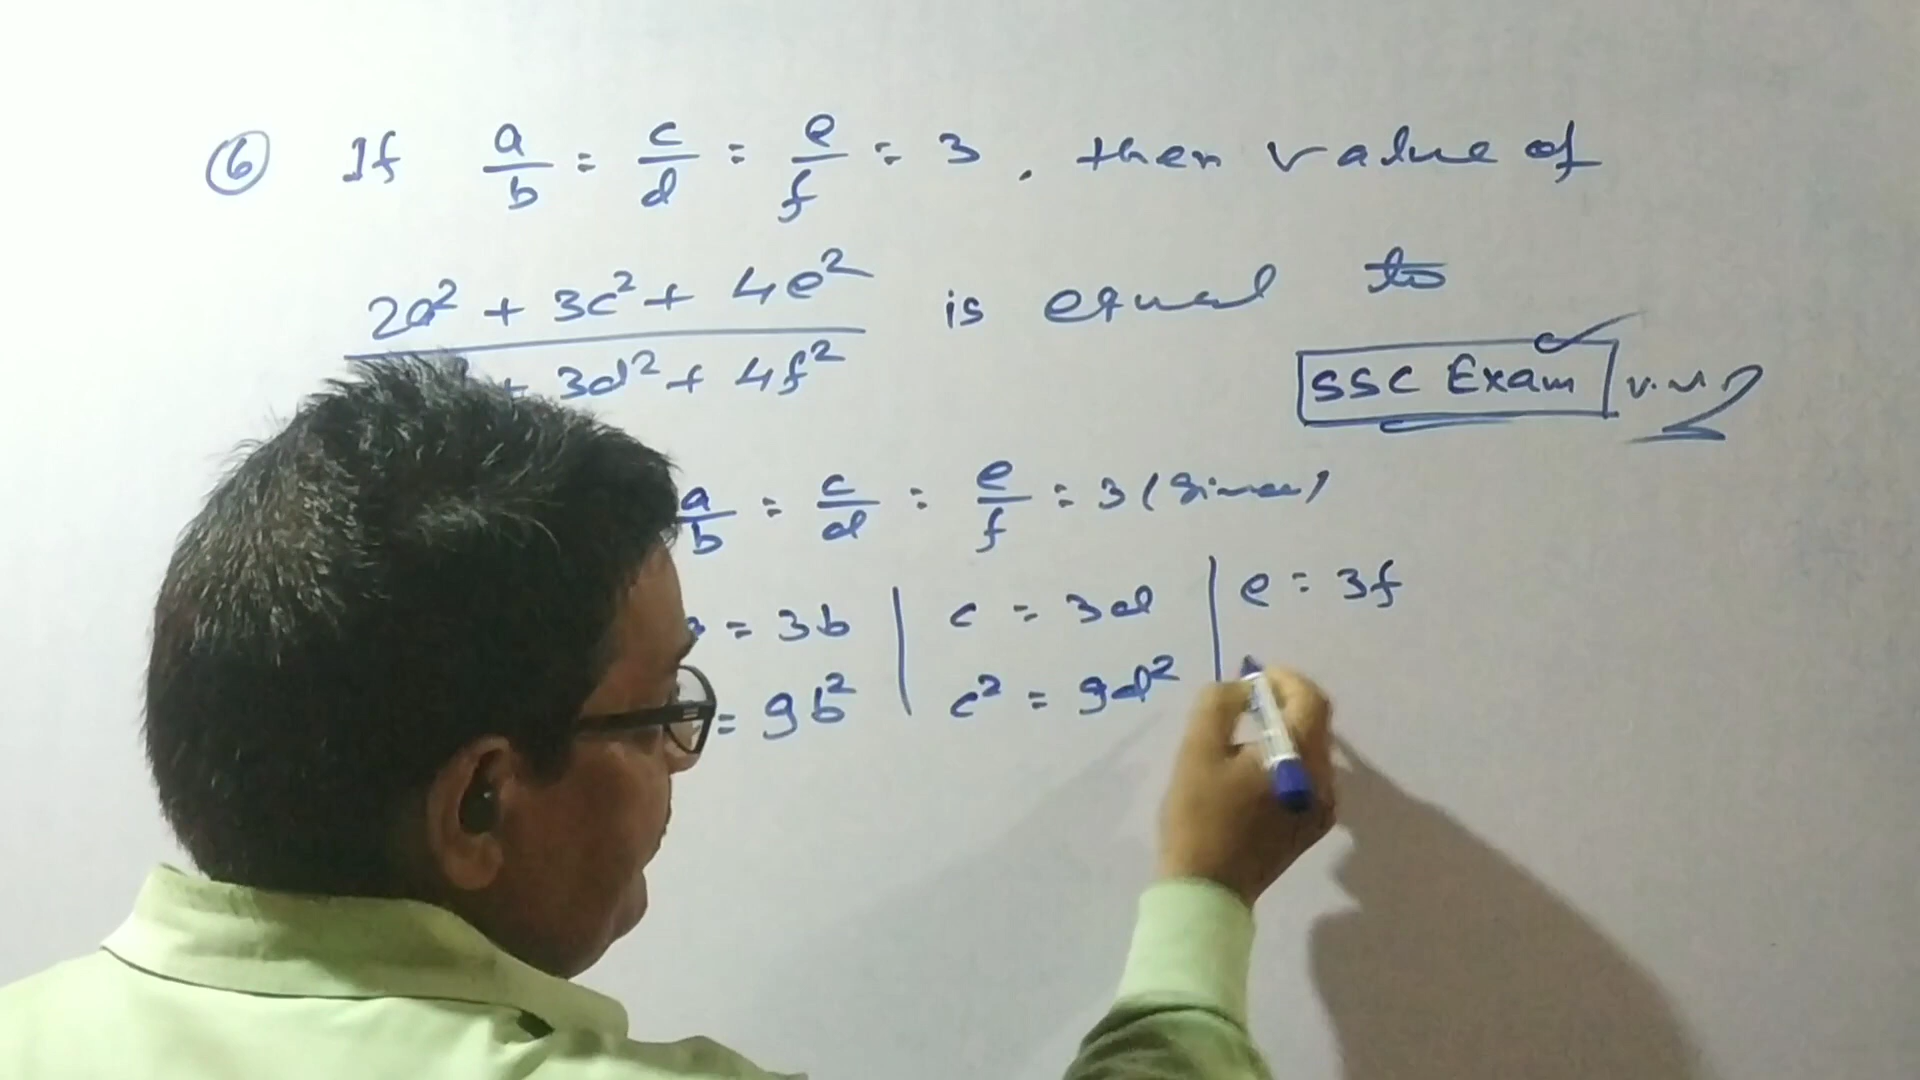 ⑥ If a/b = c/d = e/f = 3 . then value of
2a² + 3c² + 4e² is equal to
+ 3d² + 4f²
SSC Exam
a/b = c/d = e/f = 3 (Given)
= 3b | c = 3d | e = 3f
= 9b² | c² = 9d²